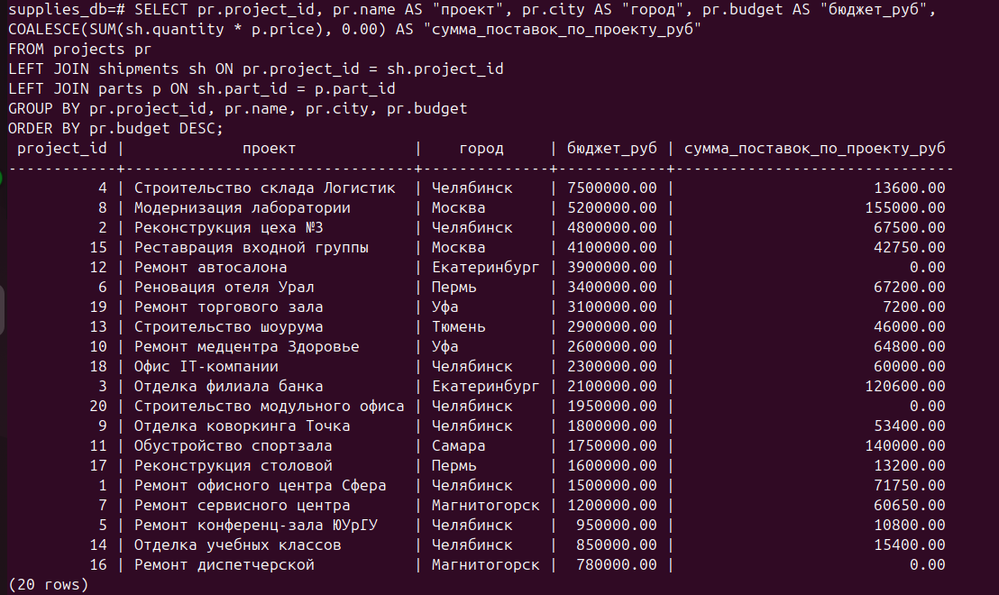 supplies_db=# SELECT pr.project_id, pr.name AS "проект", pr.city AS "город", pr.budget AS "бюджет_руб",
COALESCE(SUM(sh.quantity * p.price), 0.00) AS "сумма_поставок_по_проекту_руб"
FROM projects pr
LEFT JOIN shipments sh ON pr.project_id = sh.project_id
LEFT JOIN parts p ON sh.part_id = p.part_id
GROUP BY pr.project_id, pr.name, pr.city, pr.budget
ORDER BY pr.budget DESC;
 project_id |             проект             |    город     | бюджет_руб | сумма_поставок_по_проекту_руб
------------+--------------------------------+--------------+------------+-------------------------------
          4 | Строительство склада Логистик  | Челябинск    | 7500000.00 |                      13600.00
          8 | Модернизация лаборатории       | Москва       | 5200000.00 |                     155000.00
          2 | Реконструкция цеха №3          | Челябинск    | 4800000.00 |                      67500.00
         15 | Реставрация входной группы     | Москва       | 4100000.00 |                      42750.00
         12 | Ремонт автосалона              | Екатеринбург | 3900000.00 |                          0.00
          6 | Реновация отеля Урал           | Пермь        | 3400000.00 |                      67200.00
         19 | Ремонт торгового зала          | Уфа          | 3100000.00 |                       7200.00
         13 | Строительство шоурума          | Тюмень       | 2900000.00 |                      46000.00
         10 | Ремонт медцентра Здоровье      | Уфа          | 2600000.00 |                      64800.00
         18 | Офис IT-компании               | Челябинск    | 2300000.00 |                      60000.00
          3 | Отделка филиала банка          | Екатеринбург | 2100000.00 |                     120600.00
         20 | Строительство модульного офиса | Челябинск    | 1950000.00 |                          0.00
          9 | Отделка коворкинга Точка       | Челябинск    | 1800000.00 |                      53400.00
         11 | Обустройство спортзала         | Самара       | 1750000.00 |                     140000.00
         17 | Реконструкция столовой         | Пермь        | 1600000.00 |                      13200.00
          1 | Ремонт офисного центра Сфера   | Челябинск    | 1500000.00 |                      71750.00
          7 | Ремонт сервисного центра       | Магнитогорск | 1200000.00 |                      60650.00
          5 | Ремонт конференц-зала ЮУрГУ    | Челябинск    |  950000.00 |                      10800.00
         14 | Отделка учебных классов        | Челябинск    |  850000.00 |                      15400.00
         16 | Ремонт диспетчерской           | Магнитогорск |  780000.00 |                          0.00
(20 rows)